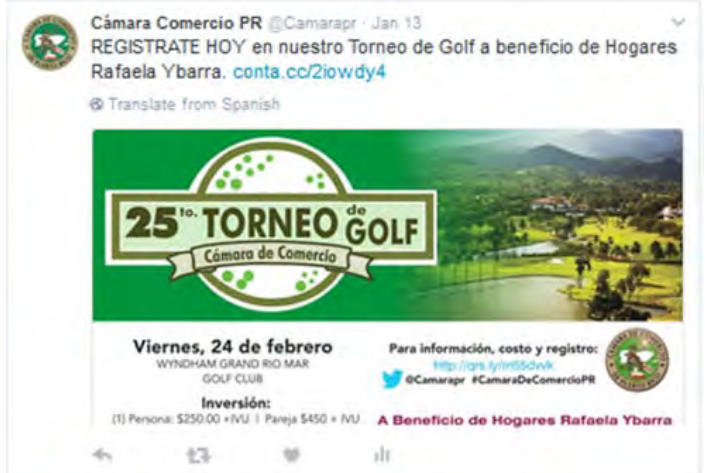 Cámara Comercio PR @Camarapr · Jan 13
REGISTRATE HOY en nuestro Torneo de Golf a beneficio de Hogares
Rafaela Ybarra. conta.cc/2iowdy4
Translate from Spanish
25to. TORNEO de GOLF
Cámara de Comercio
Viernes, 24 de febrero
WYNDHAM GRAND RIO MAR
GOLF CLUB
Inversión:
(1) Persona: $250.00 +IVU | Pareja $450 + IVU
Para información, costo y registro:
@Camarapr #CamaraDeComercioPR
A Beneficio de Hogares Rafaela Ybarra